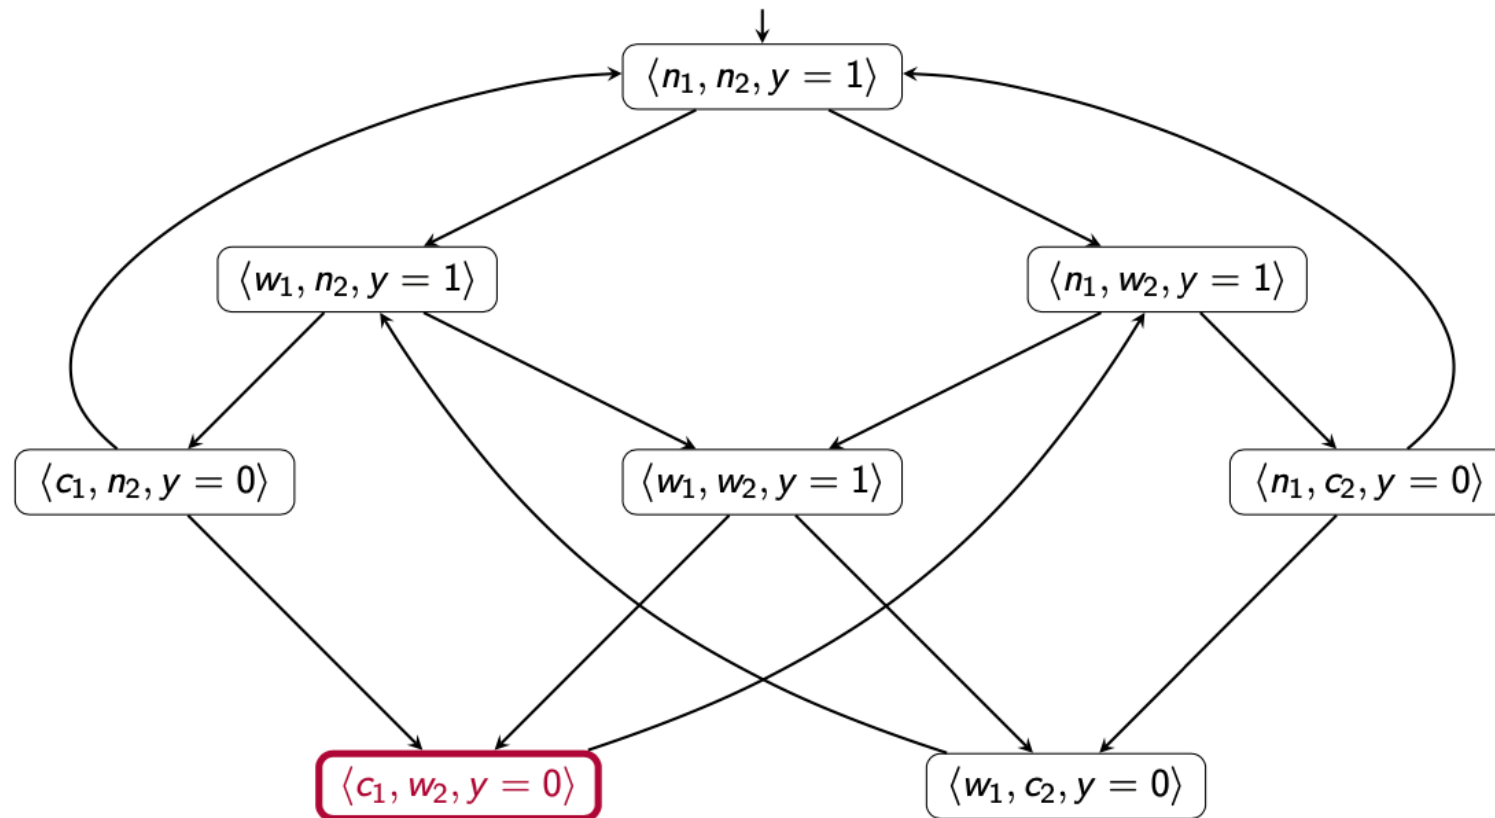 ⟨n₁, n₂, y = 1⟩
⟨w₁, n₂, y = 1⟩
⟨n₁, w₂, y = 1⟩
⟨c₁, n₂, y = 0⟩
⟨w₁, w₂, y = 1⟩
⟨n₁, c₂, y = 0⟩
⟨c₁, w₂, y = 0⟩
⟨w₁, c₂, y = 0⟩